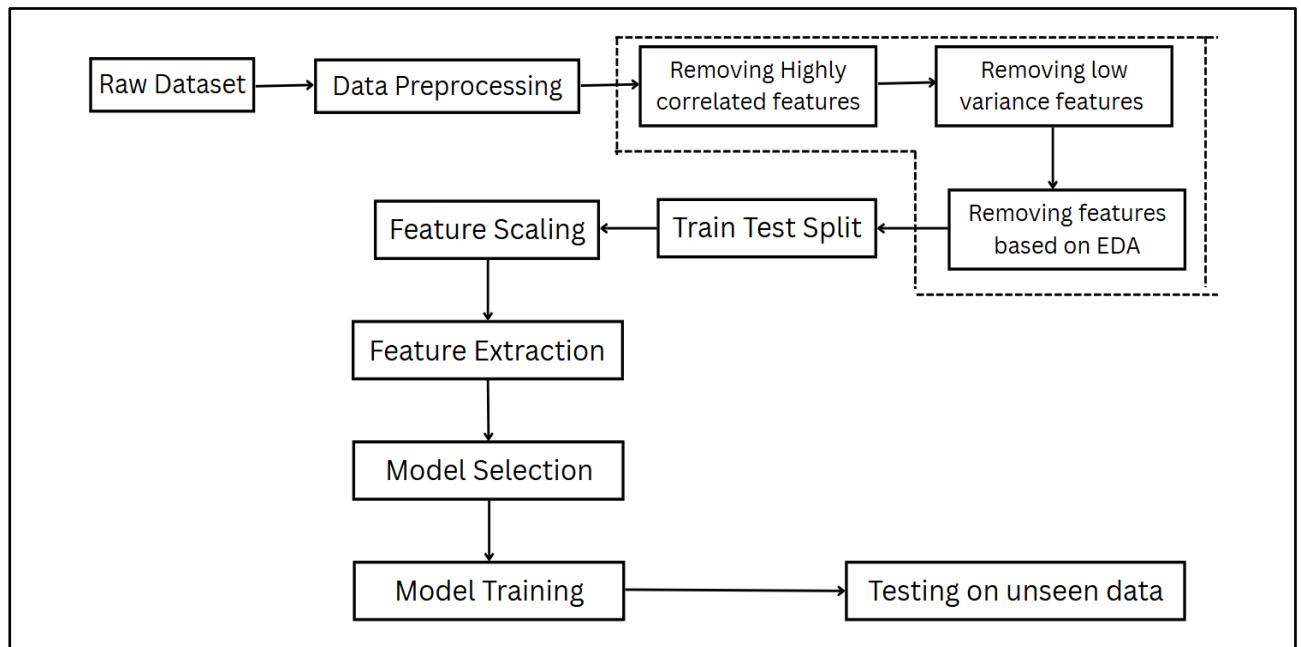 Raw Dataset
Data Preprocessing
Removing Highly
correlated features
Removing low
variance features
Removing features
based on EDA
Train Test Split
Feature Scaling
Feature Extraction
Model Selection
Model Training
Testing on unseen data